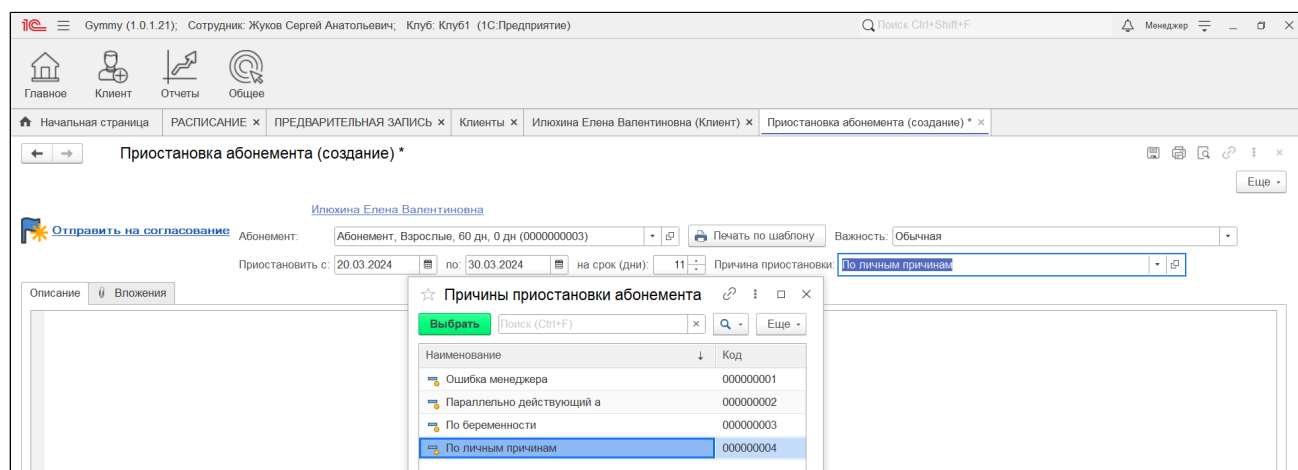 Gymmy (1.0.1.21); Сотрудник: Жуков Сергей Анатольевич; Клуб: Клуб1 (1С:Предприятие) Поиск Ctrl+Shift+F Менеджер
Главное Клиент Отчеты Общее
Начальная страница РАСПИСАНИЕ × ПРЕДВАРИТЕЛЬНАЯ ЗАПИСЬ × Клиенты × Илюхина Елена Валентиновна (Клиент) × Приостановка абонемента (создание) * ×
Приостановка абонемента (создание) *
Еще
Илюхина Елена Валентиновна
Отправить на согласование Абонемент: Абонемент, Взрослые, 60 дн, 0 дн (0000000003) Печать по шаблону Важность: Обычная
Приостановить с: 20.03.2024 по: 30.03.2024 на срок (дни): 11 Причина приостановки: По личным причинам
Описание Вложения
Причины приостановки абонемента
Выбрать Поиск (Ctrl+F) × Еще
Наименование ↓ Код
Ошибка менеджера 000000001
Параллельно действующий а 000000002
По беременности 000000003
По личным причинам 000000004